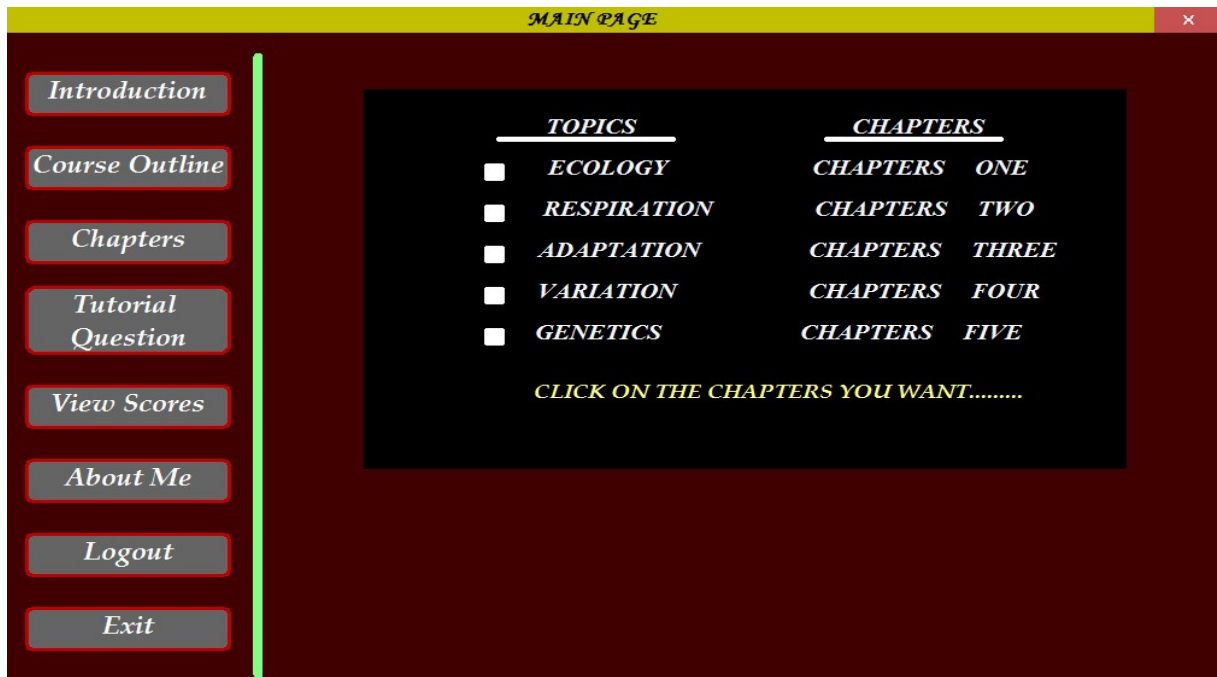 MAIN PAGE
Introduction
Course Outline
Chapters
Tutorial
Question
View Scores
About Me
Logout
Exit
TOPICS CHAPTERS
ECOLOGY CHAPTERS ONE
RESPIRATION CHAPTERS TWO
ADAPTATION CHAPTERS THREE
VARIATION CHAPTERS FOUR
GENETICS CHAPTERS FIVE
CLICK ON THE CHAPTERS YOU WANT.........